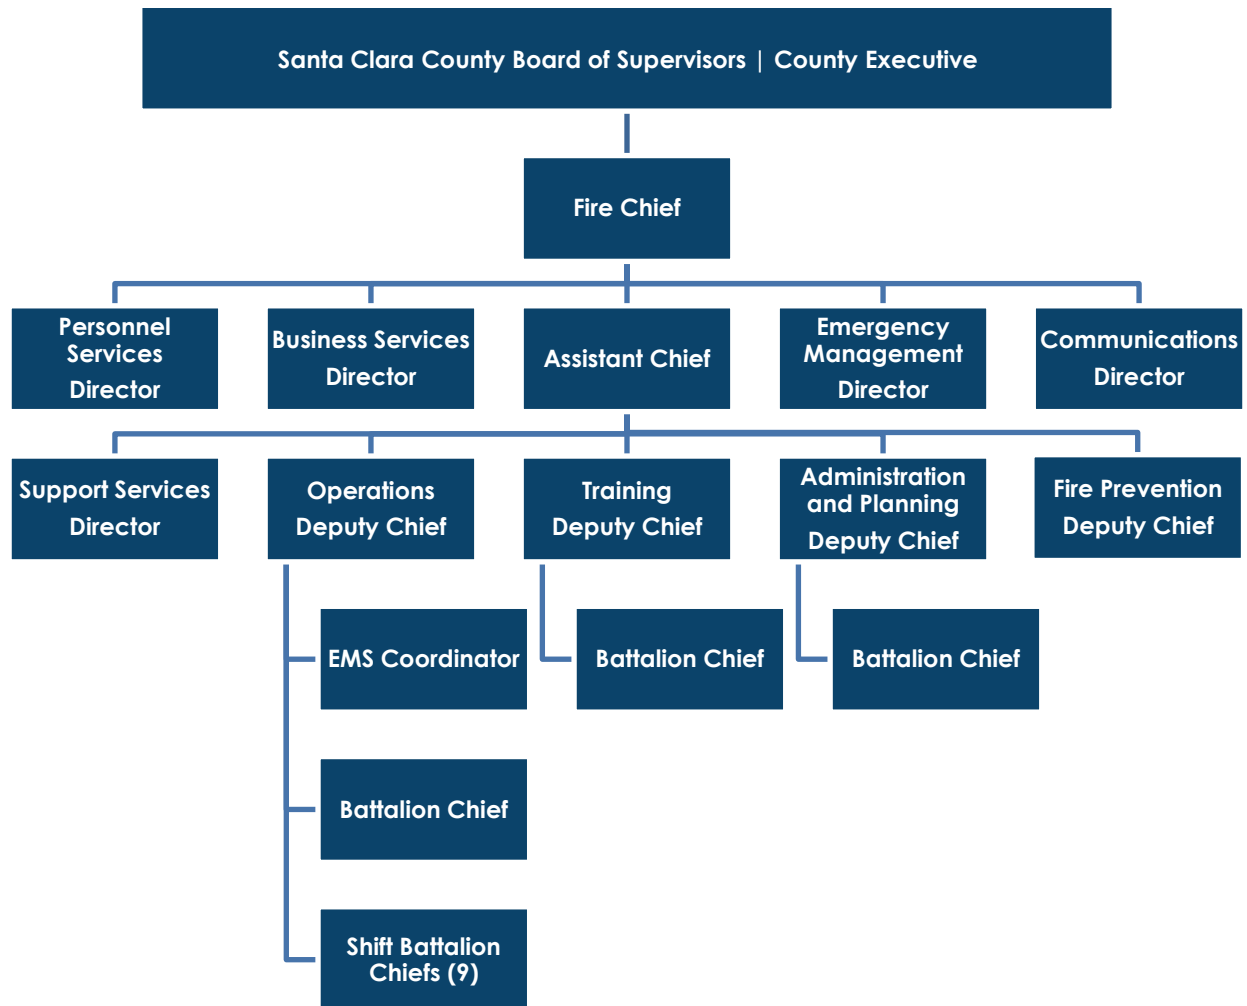 Santa Clara County Board of Supervisors | County Executive
Fire Chief
Personnel
Services
Director
Business Services
Director
Assistant Chief
Emergency
Management
Director
Communications
Director
Support Services
Director
Operations
Deputy Chief
Training
Deputy Chief
Administration
and Planning
Deputy Chief
Fire Prevention
Deputy Chief
EMS Coordinator
Battalion Chief
Battalion Chief
Battalion Chief
Shift Battalion
Chiefs (9)